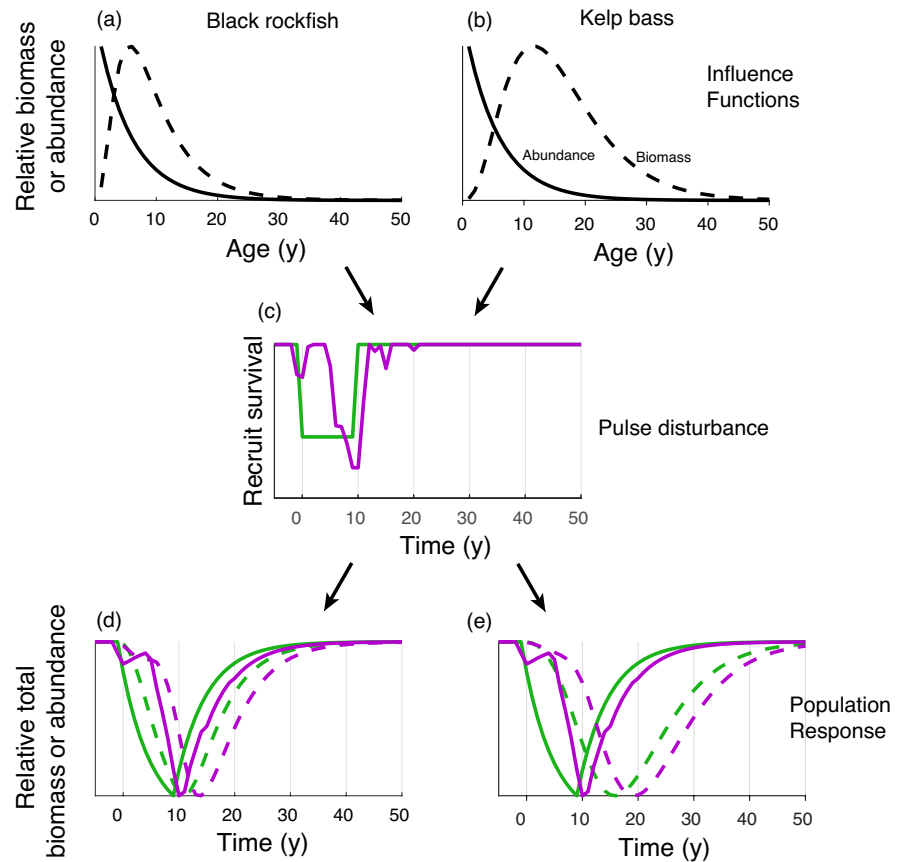 (a)
Black rockfish
(b)
Kelp bass
Relative biomass
or abundance
Abundance
Biomass
Influence
Functions
0 10 20 30 40 50
Age (y)
0 10 20 30 40 50
Age (y)
(c)
Recruit survival
Pulse disturbance
0 10 20 30 40 50
Time (y)
(d)
(e)
Relative total
biomass or abundance
Population
Response
0 10 20 30 40 50
Time (y)
0 10 20 30 40 50
Time (y)